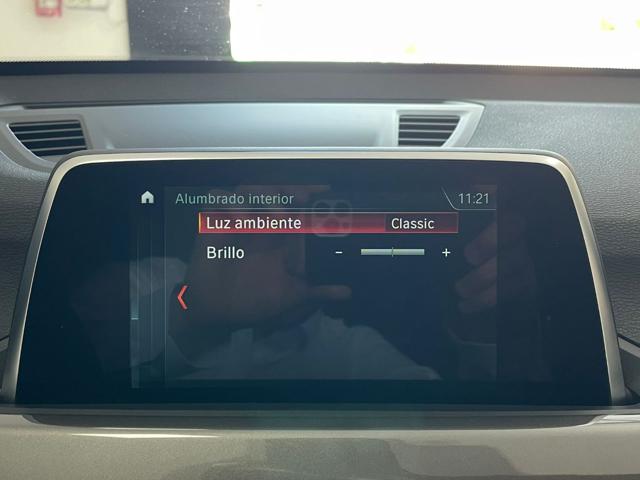 Alumbrado interior 11:21
Luz ambiente Classic
Brillo - +